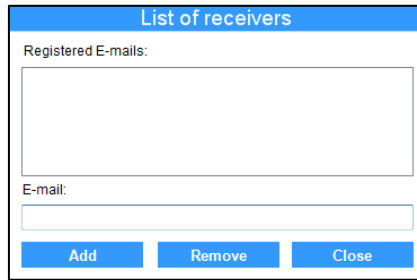 List of receivers
Registered E-mails:
E-mail:
Add Remove Close